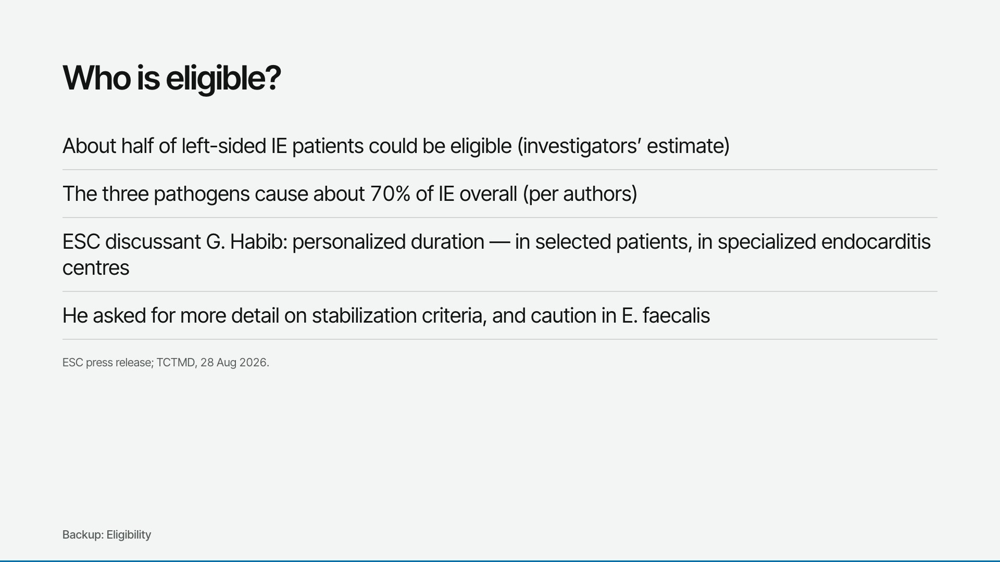 Who is eligible?
About half of left-sided IE patients could be eligible (investigators’ estimate)
The three pathogens cause about 70% of IE overall (per authors)
ESC discussant G. Habib: personalized duration — in selected patients, in specialized endocarditis
centres
He asked for more detail on stabilization criteria, and caution in E. faecalis
ESC press release; TCTMD, 28 Aug 2026.
Backup: Eligibility